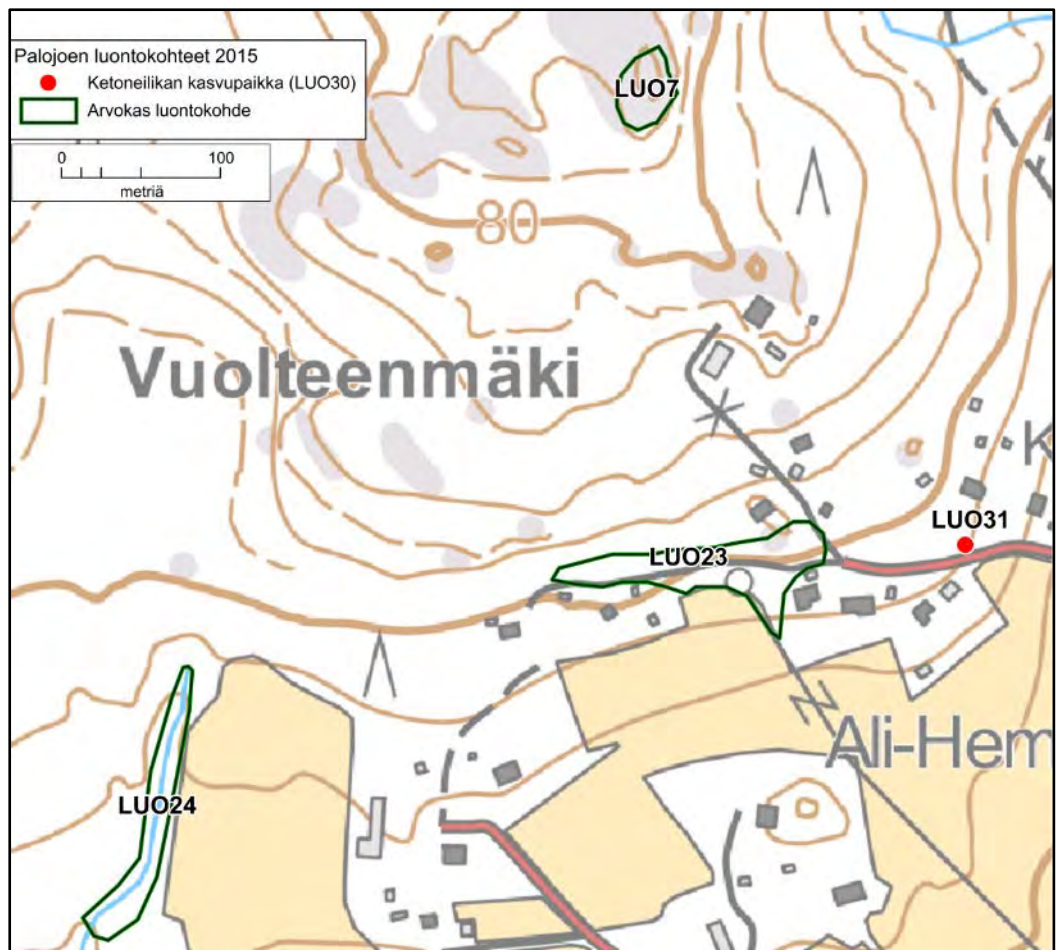 Palojoen luontokohteet 2015
Ketoneilikan kasvupaikka (LUO30)
Arvokas luontokohde
0 100
metriä
LUO7
80
Vuolteenmäki
K
LUO31
LUO23
Ali-Hem
LUO24